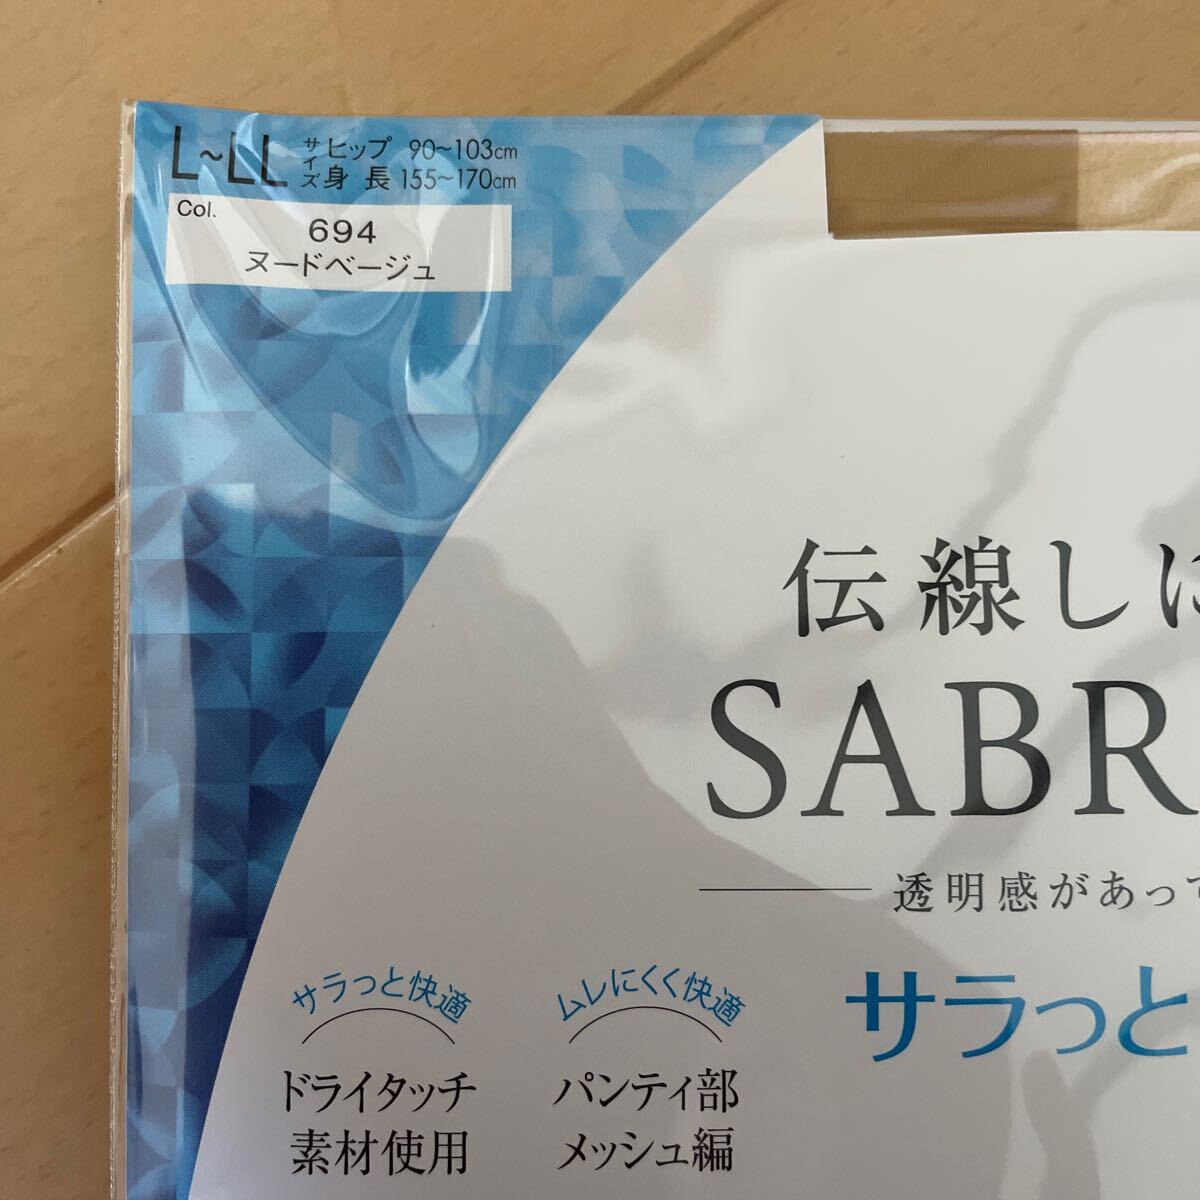 L~LL サイズ ヒップ 90~103cm
身長 155~170cm
Col.
694
ヌードベージュ
伝線しに
SABR
透明感があって
サラっと
サラっと快適
ドライタッチ
素材使用
ムレにくく快適
パンティ部
メッシュ編